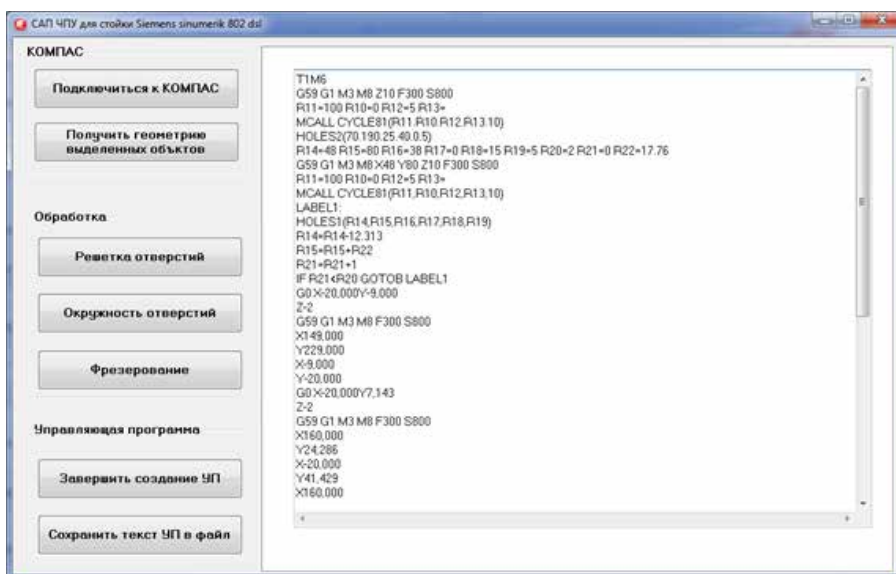 САП ЧПУ для стойки Siemens sinumerik 802 dsl
КОМПАС
Подключиться к КОМПАС
Получить геометрию
выделенных объктов
Обработка
Решетка отверстий
Окружность отверстий
Фрезерование
Управляющая программа
Завершить создание УП
Сохранить текст УП в файл
T1M6
G59 G1 M3 M8 Z10 F300 S800
R11=100 R10=0 R12=5 R13=
MCALL CYCLE81(R11,R10,R12,R13,10)
HOLES2(70,190,25,40,0,5)
R14=48 R15=80 R16=38 R17=0 R18=15 R19=5 R20=2 R21=0 R22=17.76
G59 G1 M3 M8 X48 Y80 Z10 F300 S800
R11=100 R10=0 R12=5 R13=
MCALL CYCLE81(R11,R10,R12,R13,10)
LABEL1:
HOLES1(R14,R15,R16,R17,R18,R19)
R14=R14-12.313
R15=R15+R22
R21=R21+1
IF R21<R20 GOTOB LABEL1
G0 X-20,000Y-9,000
Z-2
G59 G1 M3 M8 F300 S800
X149,000
Y229,000
X-9,000
Y-20,000
G0 X-20,000Y7,143
Z-2
G59 G1 M3 M8 F300 S800
X160,000
Y24,286
X-20,000
Y41,429
X160,000